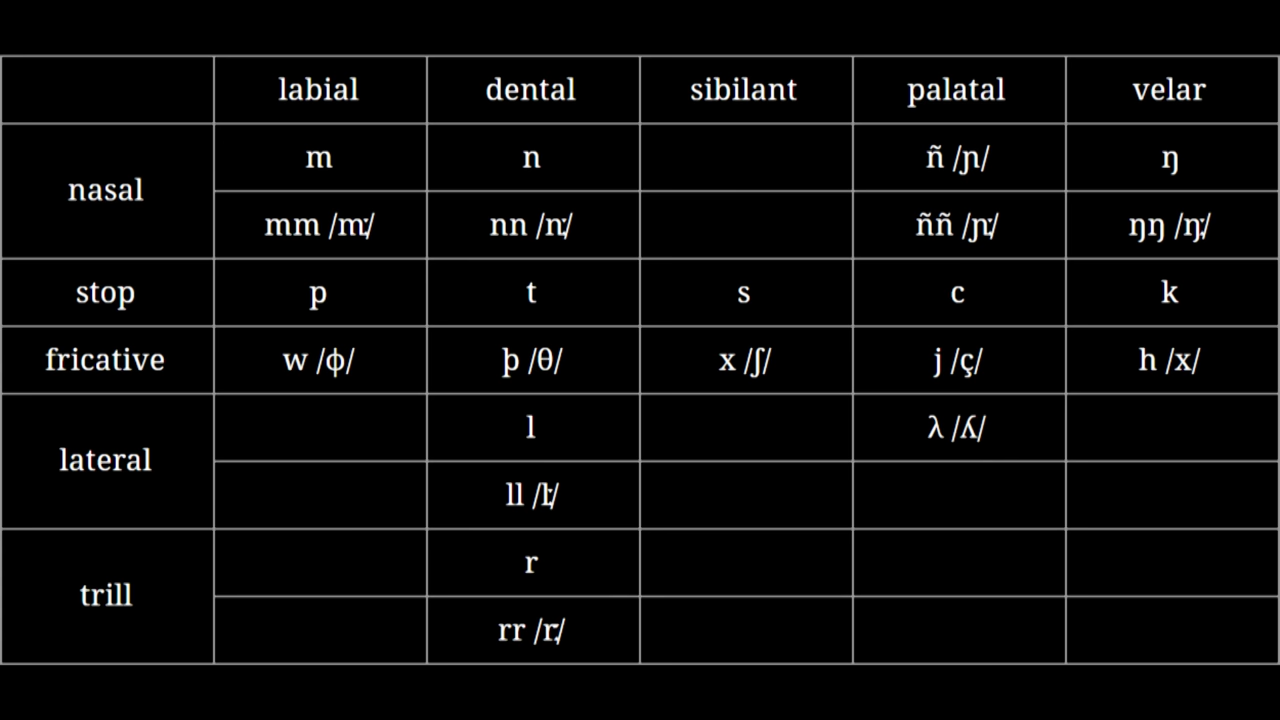 labial dental sibilant palatal velar
nasal
m n ñ /ɲ/ ŋ
mm /mː/ nn /nː/ ññ /ɲː/ ŋŋ /ŋː/
stop p t s c k
fricative w /ɸ/ þ /θ/ x /ʃ/ j /ç/ h /x/
lateral
l λ /ʎ/
ll /lː/
trill
r
rr /rː/